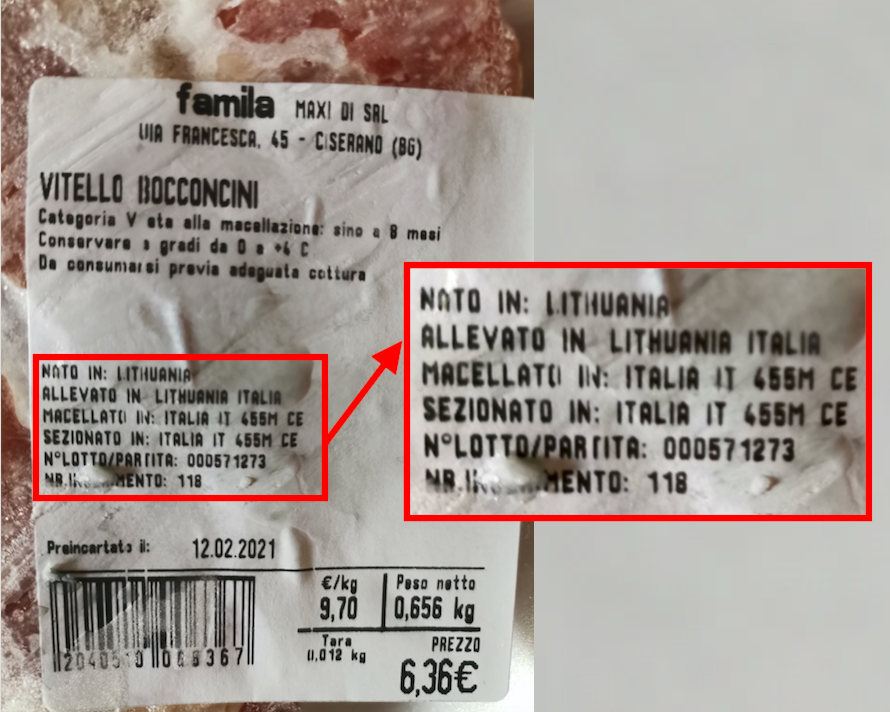 famila MAXI DI SRL
VIA FRANCESCA, 45 - CISERANO (BG)
VITELLO BOCCONCINI
Categoria V eta alla macellazione: sino a 8 mesi
Conservare a gradi da 0 a +4 C
Da consumarsi previa adeguata cottura
NATO IN: LITHUANIA
ALLEVATO IN LITHUANIA ITALIA
MACELLATO IN: ITALIA IT 455M CE
SEZIONATO IN: ITALIA IT 455M CE
N°LOTTO/PARTITA: 000571273
NR. 118
NATO IN: LITHUANIA
ALLEVATO IN LITHUANIA ITALIA
MACELLATO IN: ITALIA IT 455M CE
SEZIONATO IN: ITALIA IT 455M CE
N°LOTTO/PARTITA: 000571273
NR. 118
Preincartato il: 12.02.2021
€/kg Peso netto
9,70 0,656 kg
Tara PREZZO
0,012 kg
6,36€